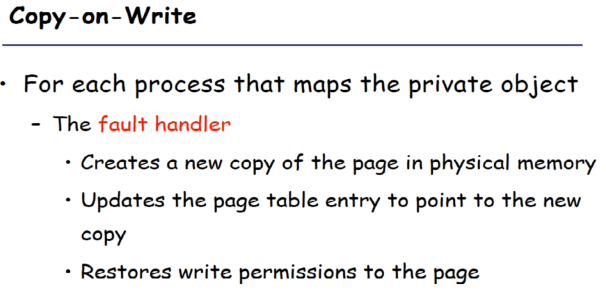 Copy-on-Write
• For each process that maps the private object
– The fault handler
• Creates a new copy of the page in physical memory
• Updates the page table entry to point to the new
copy
• Restores write permissions to the page